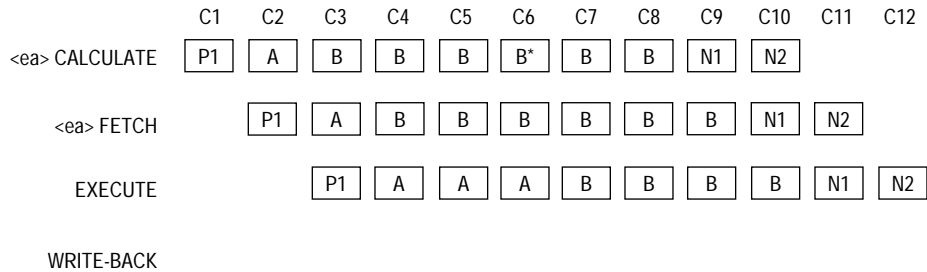 C1 C2 C3 C4 C5 C6 C7 C8 C9 C10 C11 C12
<ea> CALCULATE P1 A B B B B* B B N1 N2
<ea> FETCH P1 A B B B B B B N1 N2
EXECUTE P1 A A A B B B B N1 N2
WRITE-BACK